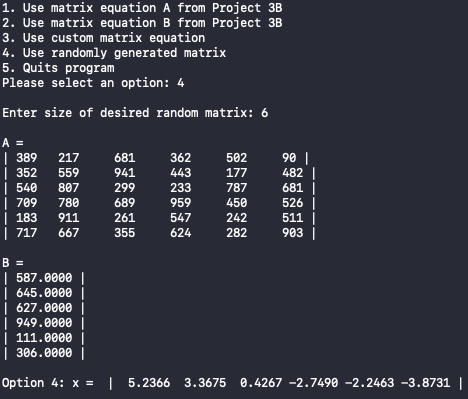 1. Use matrix equation A from Project 3B
2. Use matrix equation B from Project 3B
3. Use custom matrix equation
4. Use randomly generated matrix
5. Quits program
Please select an option: 4
Enter size of desired random matrix: 6
A =
| 389 217 681 362 502 90 |
| 352 559 941 443 177 482 |
| 540 807 299 233 787 681 |
| 709 780 689 959 450 526 |
| 183 911 261 547 242 511 |
| 717 667 355 624 282 903 |
B =
| 587.0000 |
| 645.0000 |
| 627.0000 |
| 949.0000 |
| 111.0000 |
| 306.0000 |
Option 4: x = | 5.2366 3.3675 0.4267 -2.7490 -2.2463 -3.8731 |